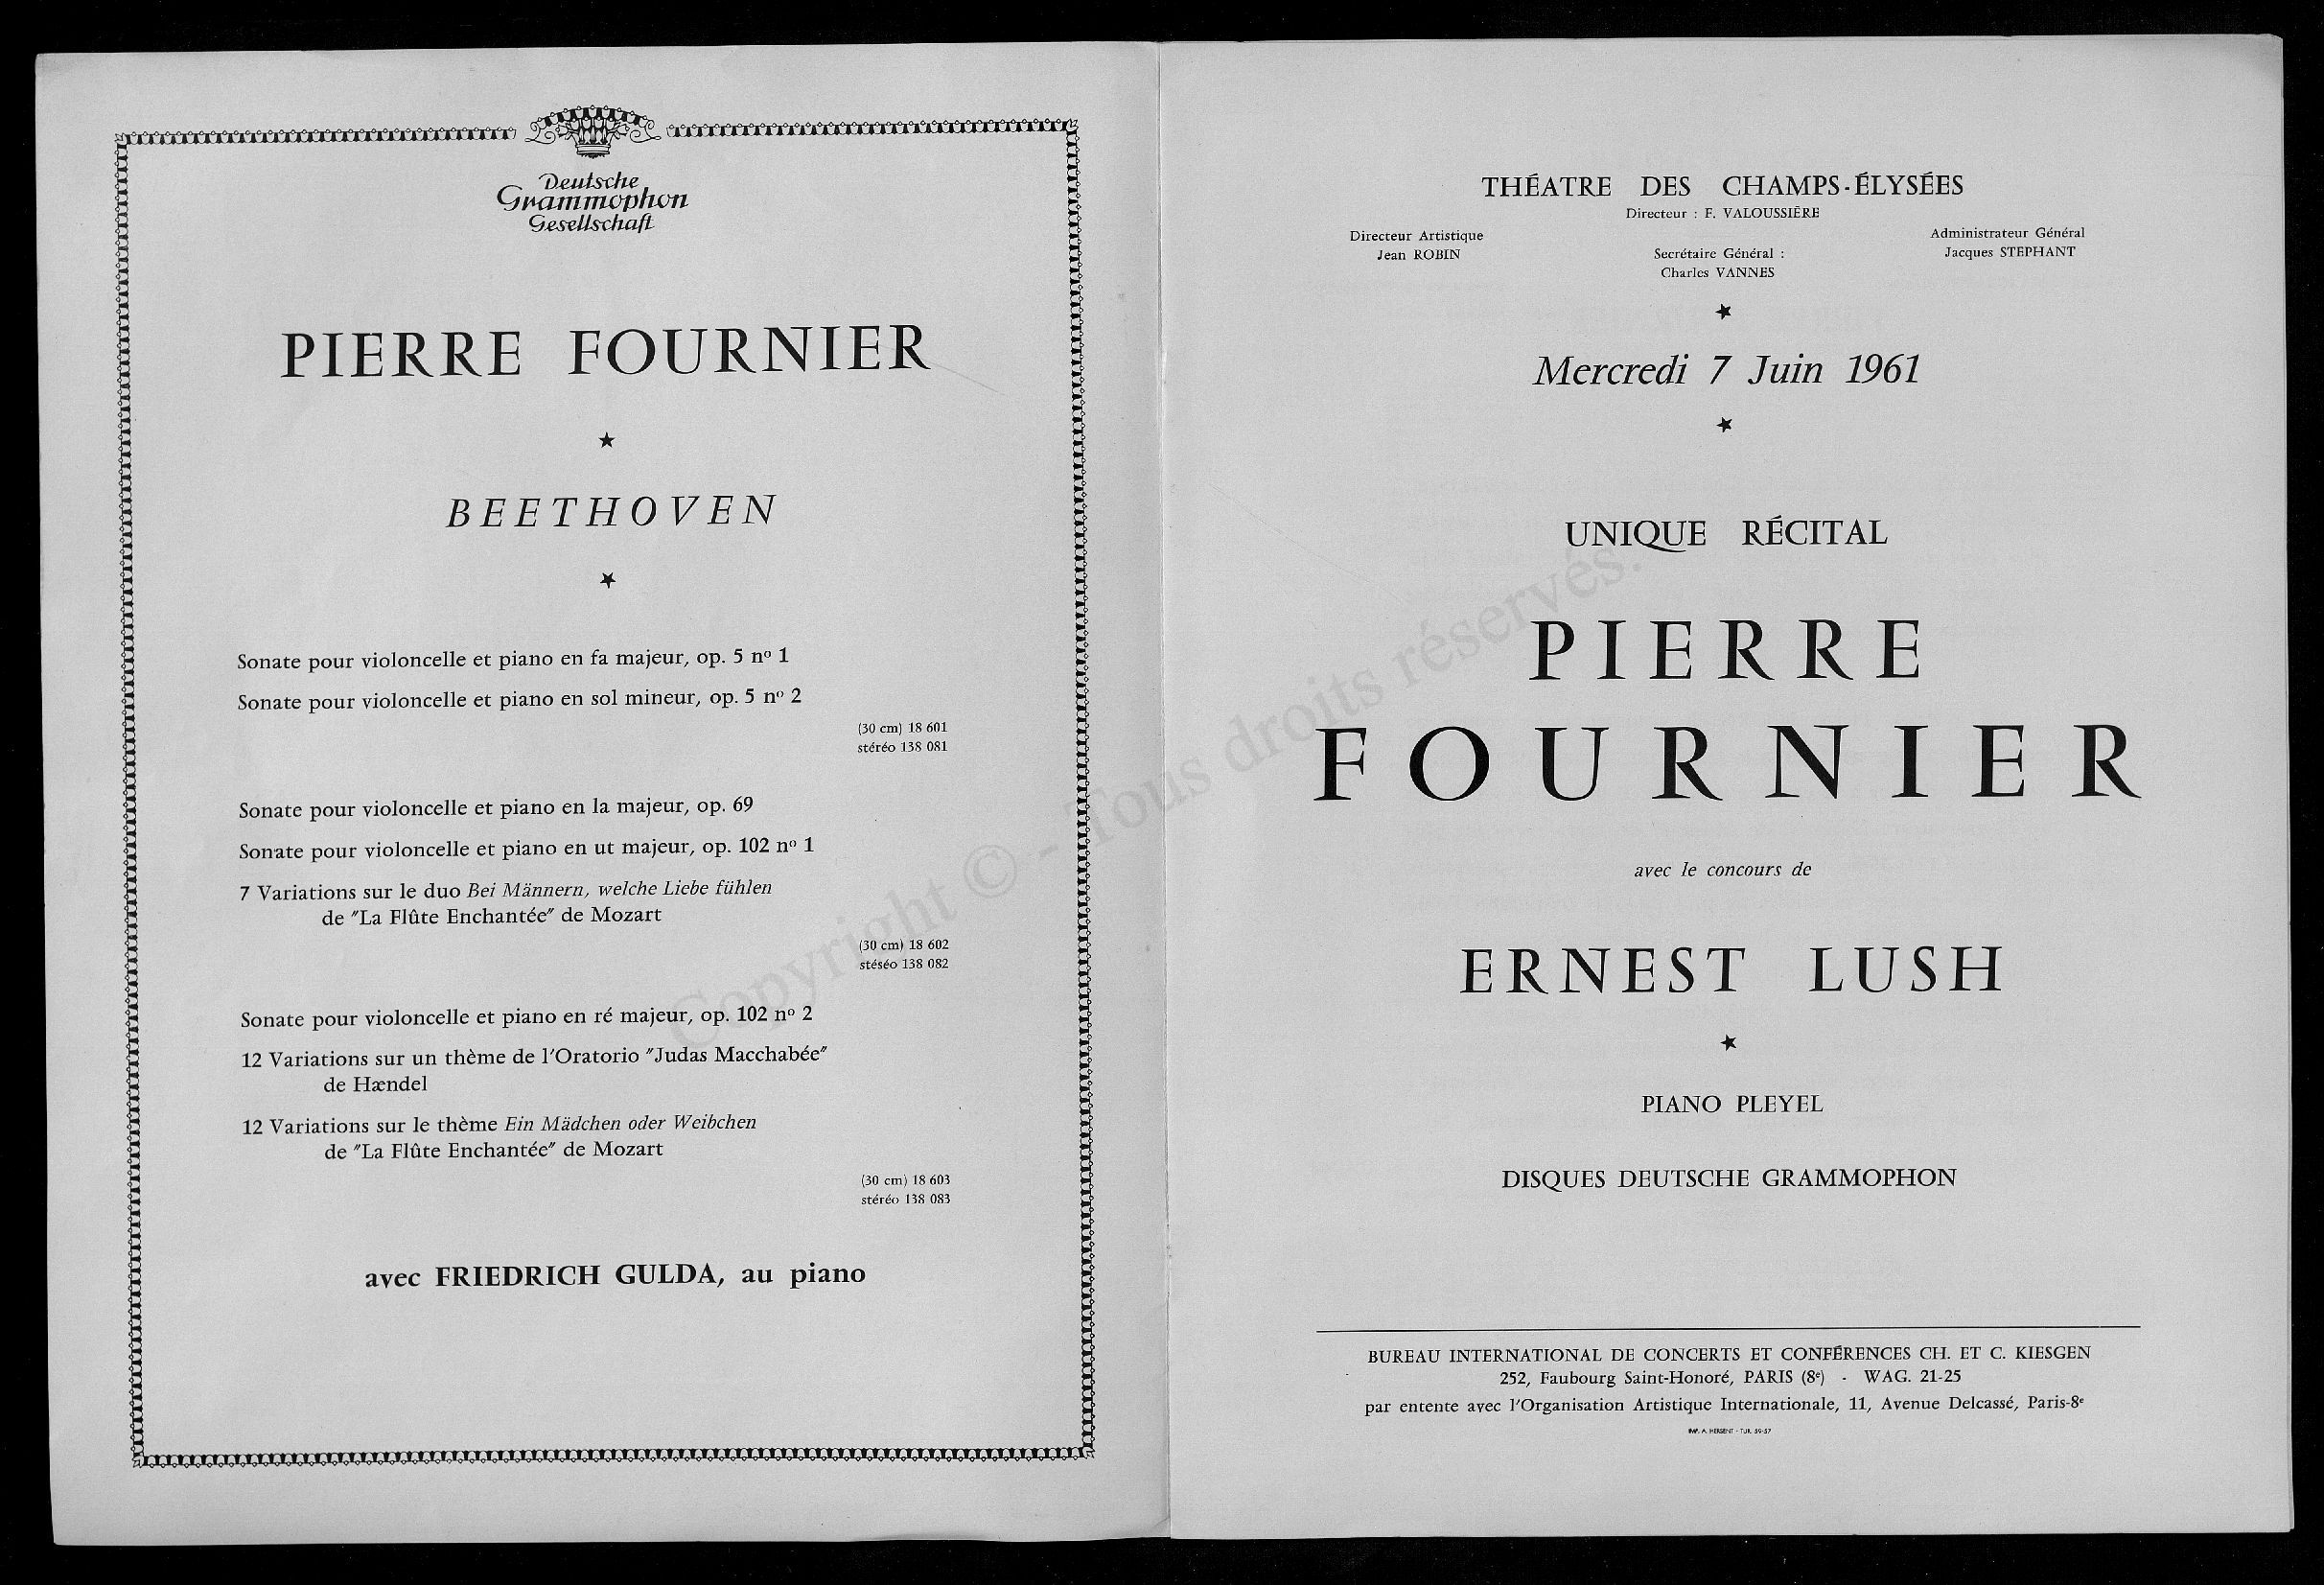 Deutsche
Grammophon
Gesellschaft
PIERRE FOURNIER
BEETHOVEN
Sonate pour violoncelle et piano en fa majeur, op. 5 nº 1
Sonate pour violoncelle et piano en sol mineur, op. 5 nº 2
(30 cm) 18 601
stéréo 138 081
Sonate pour violoncelle et piano en la majeur, op. 69
Sonate pour violoncelle et piano en ut majeur, op. 102 nº 1
7 Variations sur le duo Bei Männern, welche Liebe fühlen
de "La Flûte Enchantée" de Mozart
(30 cm) 18 602
stéséo 138 082
Sonate pour violoncelle et piano en ré majeur, op. 102 nº 2
12 Variations sur un thème de l'Oratorio "Judas Macchabée"
de Hændel
12 Variations sur le thème Ein Mädchen oder Weibchen
de "La Flûte Enchantée" de Mozart
(30 cm) 18 603
stéréo 138 083
avec FRIEDRICH GULDA, au piano
THÉATRE DES CHAMPS-ÉLYSÉES
Directeur : F. VALOUSSIÈRE
Directeur Artistique
Jean ROBIN
Secrétaire Général :
Charles VANNES
Administrateur Général
Jacques STEPHANT
Mercredi 7 Juin 1961
UNIQUE RÉCITAL
PIERRE
FOURNIER
avec le concours de
ERNEST LUSH
PIANO PLEYEL
DISQUES DEUTSCHE GRAMMOPHON
BUREAU INTERNATIONAL DE CONCERTS ET CONFÉRENCES CH. ET C. KIESGEN
252, Faubourg Saint-Honoré, PARIS (8e) - WAG. 21-25
par entente avec l'Organisation Artistique Internationale, 11, Avenue Delcassé, Paris-8e
IMP. A. HERSENT - TUR. 59-57
Copyright © - Tous droits réservés.